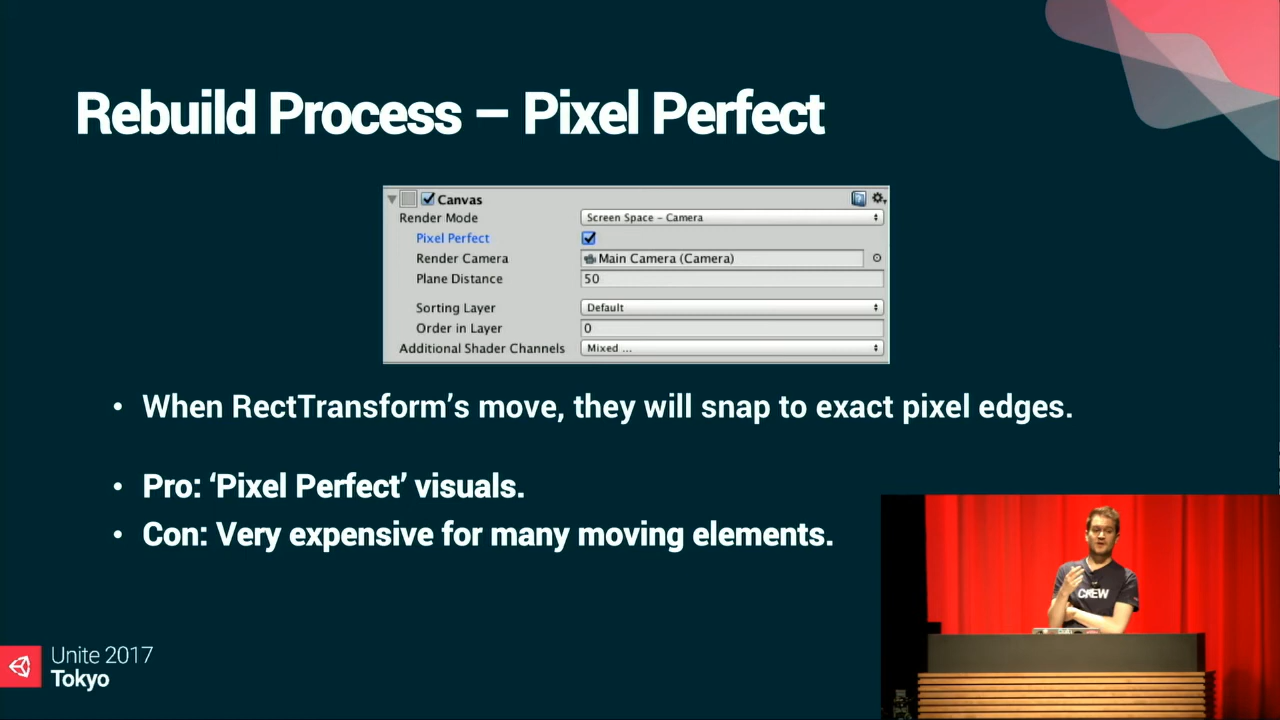 Rebuild Process – Pixel Perfect
Canvas
Render Mode Screen Space – Camera
Pixel Perfect
Render Camera Main Camera (Camera)
Plane Distance 50
Sorting Layer Default
Order in Layer 0
Additional Shader Channels Mixed ...
• When RectTransform’s move, they will snap to exact pixel edges.
• Pro: ‘Pixel Perfect’ visuals.
• Con: Very expensive for many moving elements.
CREW
Unite 2017
Tokyo